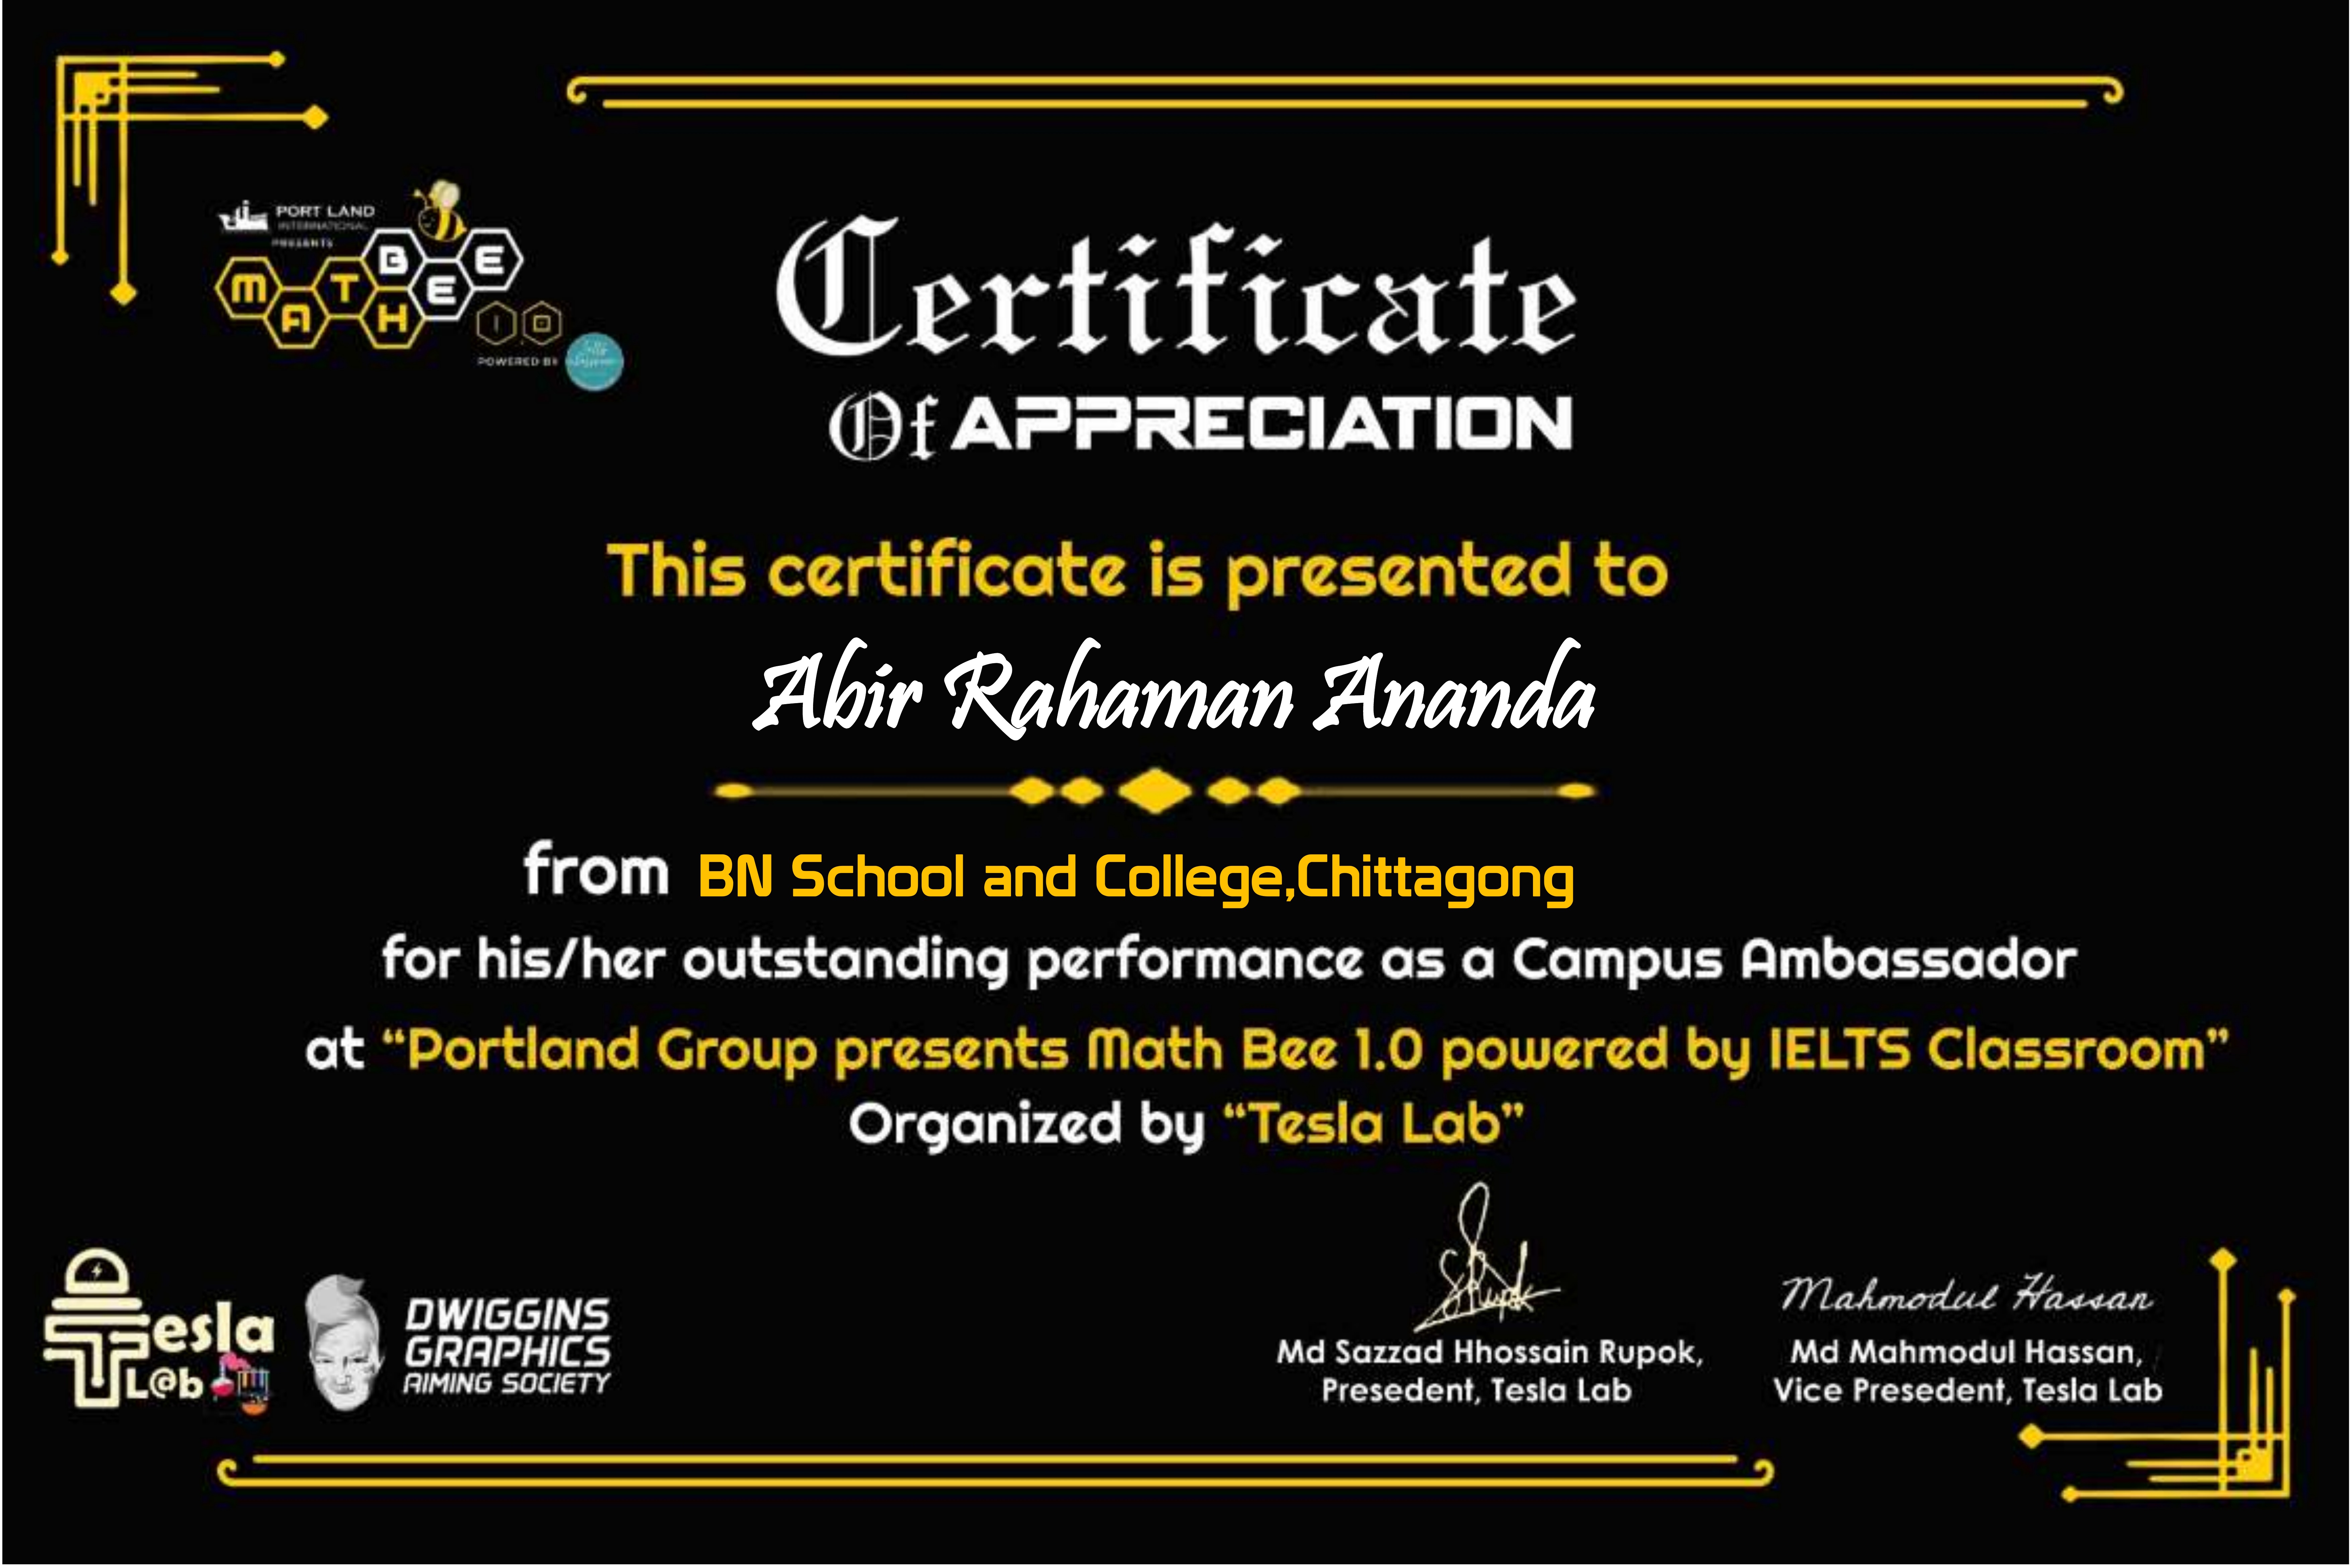 PORT LAND
INTERNATIONAL
PRESENTS
MATH BEE
1.0
POWERED BY
Certificate
Of APPRECIATION
This certificate is presented to
Abir Rahaman Ananda
from BN School and College,Chittagong
for his/her outstanding performance as a Campus Ambassador
at “Portland Group presents Math Bee 1.0 powered by IELTS Classroom”
Organized by “Tesla Lab”
Tesla
L@b
DWIGGINS
GRAPHICS
AIMING SOCIETY
Mahmodul Hassan
Md Sazzad Hhossain Rupok,
Presedent, Tesla Lab
Md Mahmodul Hassan,
Vice Presedent, Tesla Lab